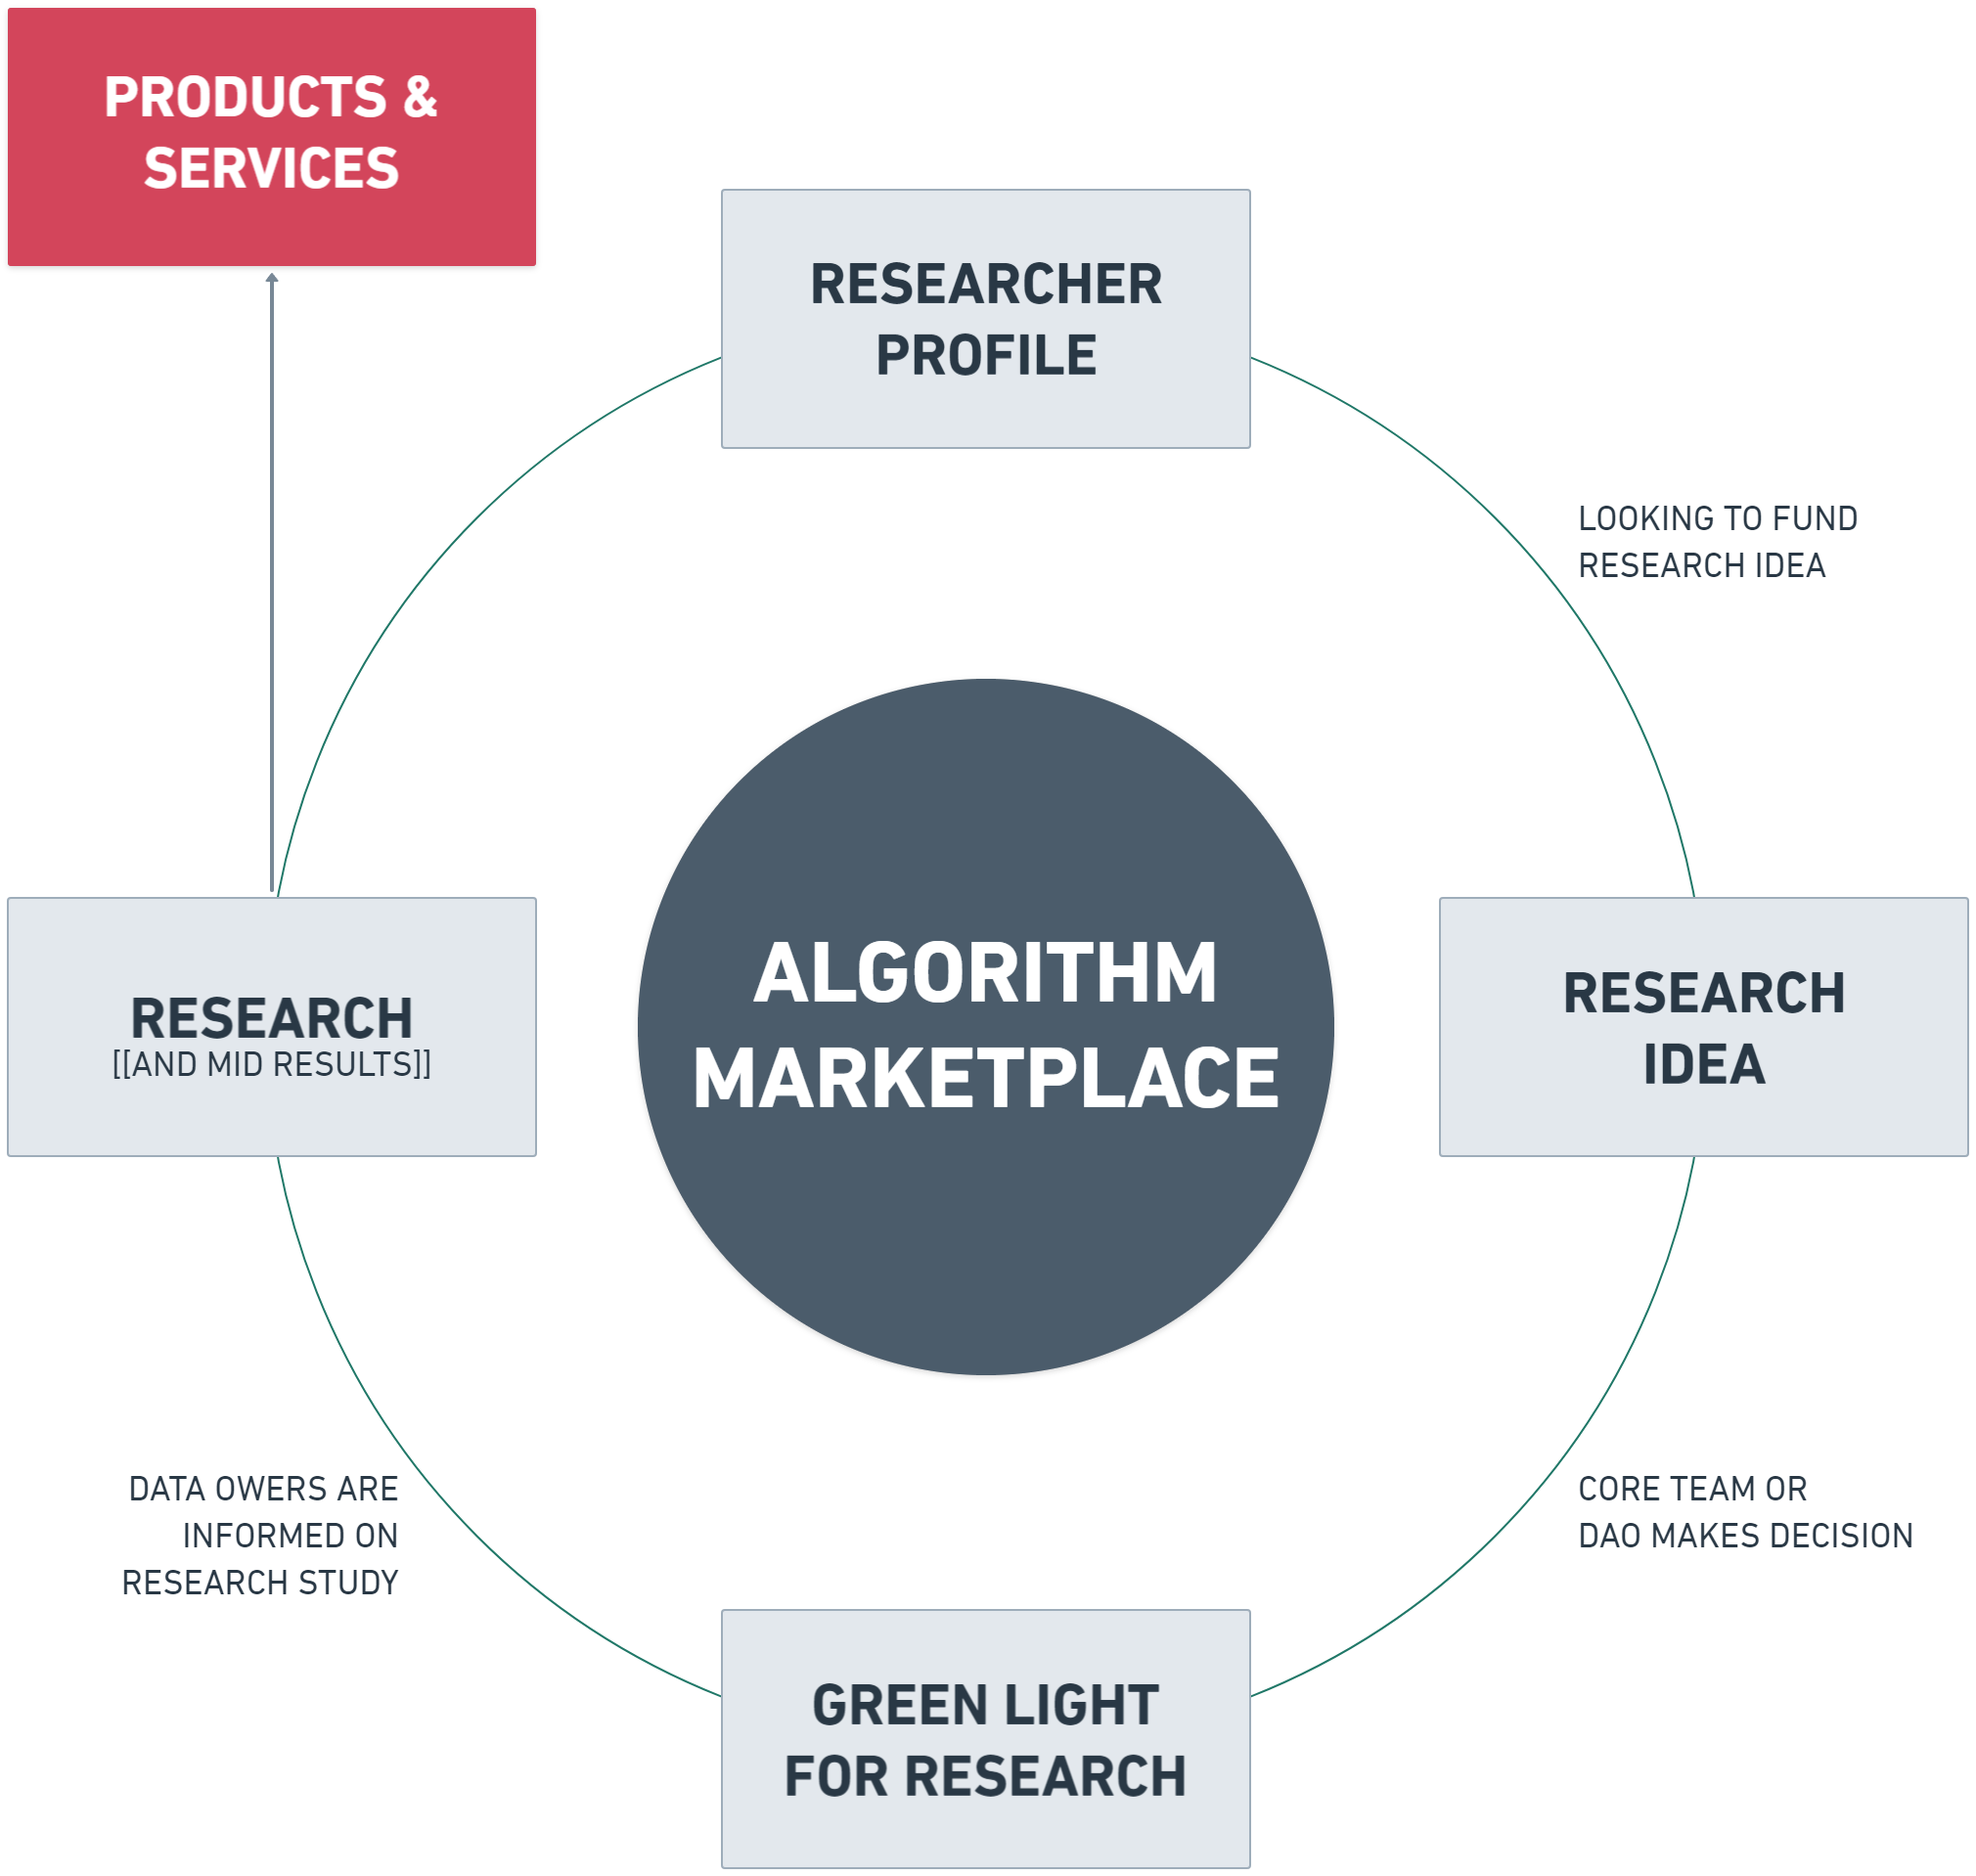 PRODUCTS &
SERVICES
RESEARCHER
PROFILE
LOOKING TO FUND
RESEARCH IDEA
ALGORITHM
MARKETPLACE
RESEARCH
[[AND MID RESULTS]]
RESEARCH
IDEA
DATA OWERS ARE
INFORMED ON
RESEARCH STUDY
CORE TEAM OR
DAO MAKES DECISION
GREEN LIGHT
FOR RESEARCH